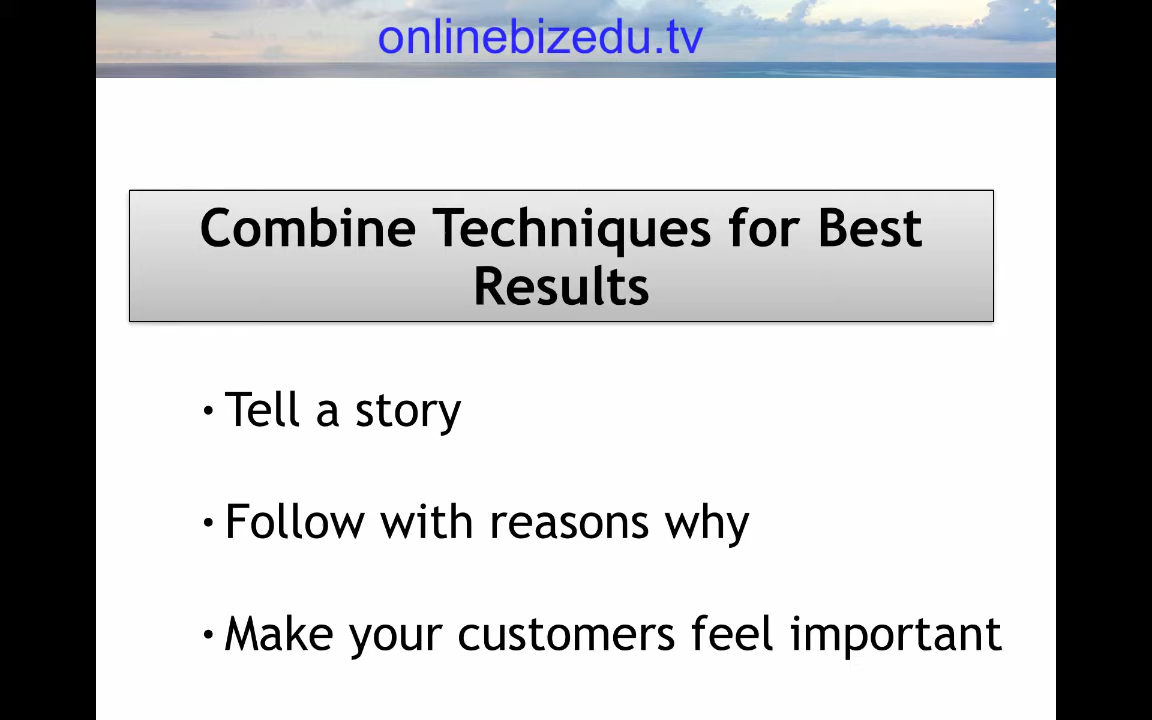 onlinebizedu.tv
Combine Techniques for Best
Results
• Tell a story
• Follow with reasons why
• Make your customers feel important